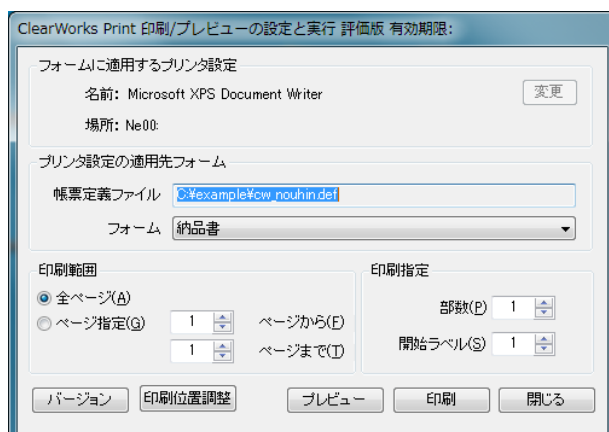 ClearWorks Print 印刷/プレビューの設定と実行 評価版 有効期限:
フォームに適用するプリンタ設定
名前: Microsoft XPS Document Writer
変更
場所: Ne00:
プリンタ設定の適用先フォーム
帳票定義ファイル C:¥example¥cw_nouhin.def
フォーム 納品書
印刷範囲
全ページ(A)
ページ指定(G) 1 ページから(F)
1 ページまで(T)
印刷指定
部数(P) 1
開始ラベル(S) 1
バージョン 印刷位置調整 プレビュー 印刷 閉じる